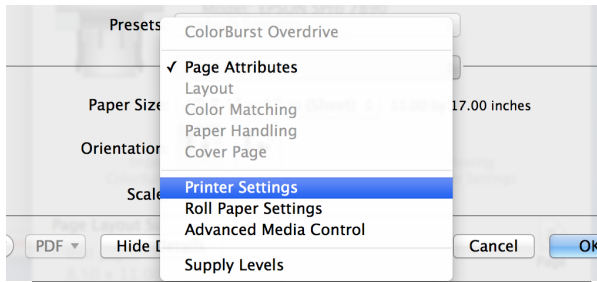 Presets
ColorBurst Overdrive
✓ Page Attributes
Layout
Color Matching
Paper Size
17.00 inches
Paper Handling
Orientation
Cover Page
Printer Settings
Scale
Roll Paper Settings
Advanced Media Control
PDF
Hide
Cancel
OK
Supply Levels